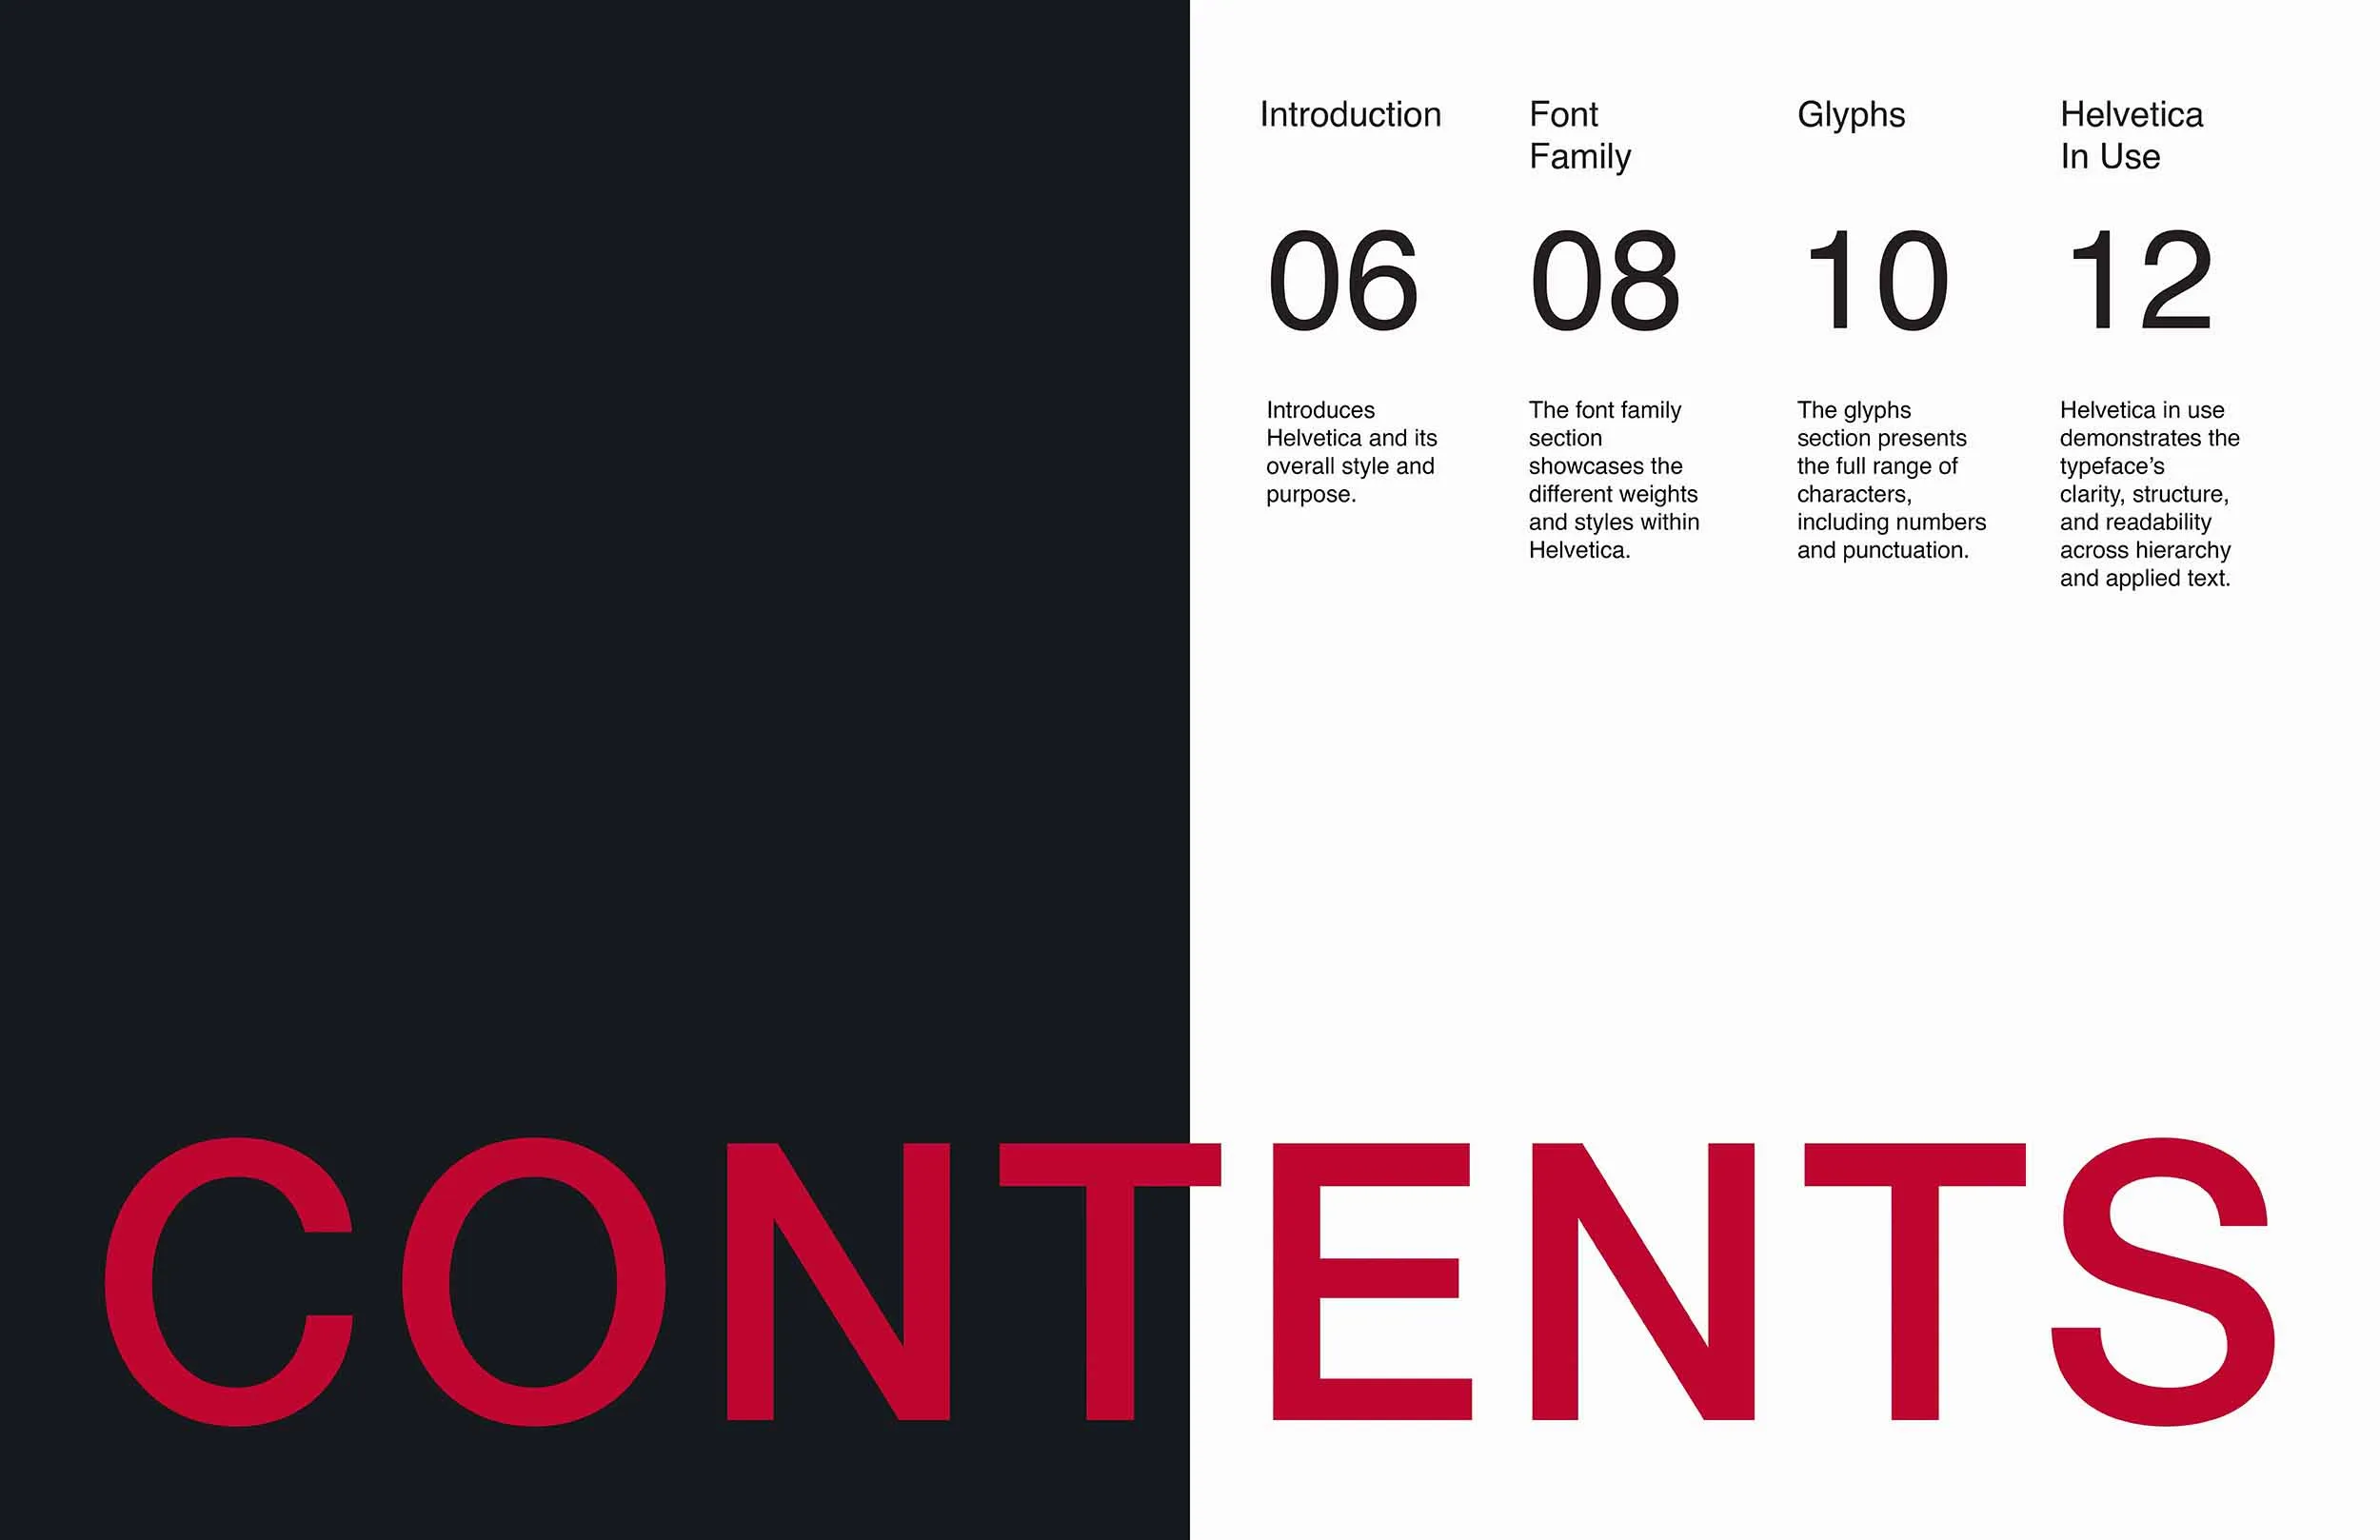 Introduction
06
Introduces
Helvetica and its
overall style and
purpose.
Font
Family
08
The font family
section
showcases the
different weights
and styles within
Helvetica.
Glyphs
10
The glyphs
section presents
the full range of
characters,
including numbers
and punctuation.
Helvetica
In Use
12
Helvetica in use
demonstrates the
typeface’s
clarity, structure,
and readability
across hierarchy
and applied text.
CONTENTS